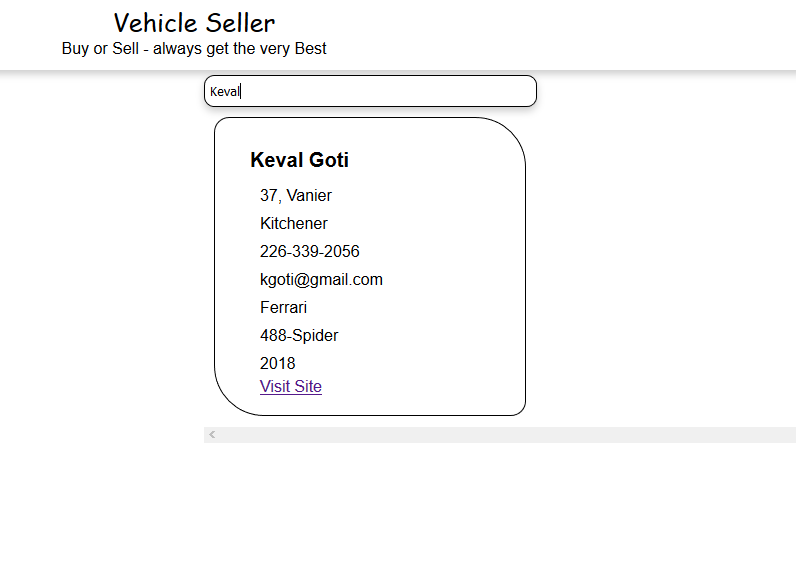 Vehicle Seller
Buy or Sell - always get the very Best
Keval
Keval Goti
37, Vanier
Kitchener
226-339-2056
kgoti@gmail.com
Ferrari
488-Spider
2018
Visit Site